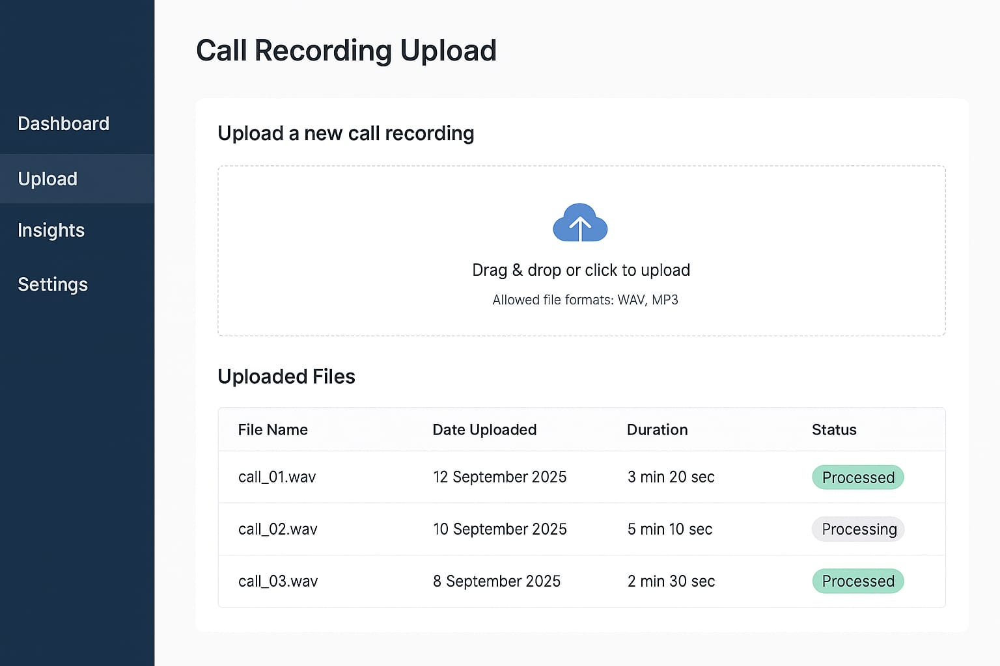 Dashboard
Upload
Insights
Settings
Call Recording Upload
Upload a new call recording
Drag & drop or click to upload
Allowed file formats: WAV, MP3
Uploaded Files
File Name Date Uploaded Duration Status
call_01.wav 12 September 2025 3 min 20 sec Processed
call_02.wav 10 September 2025 5 min 10 sec Processing
call_03.wav 8 September 2025 2 min 30 sec Processed